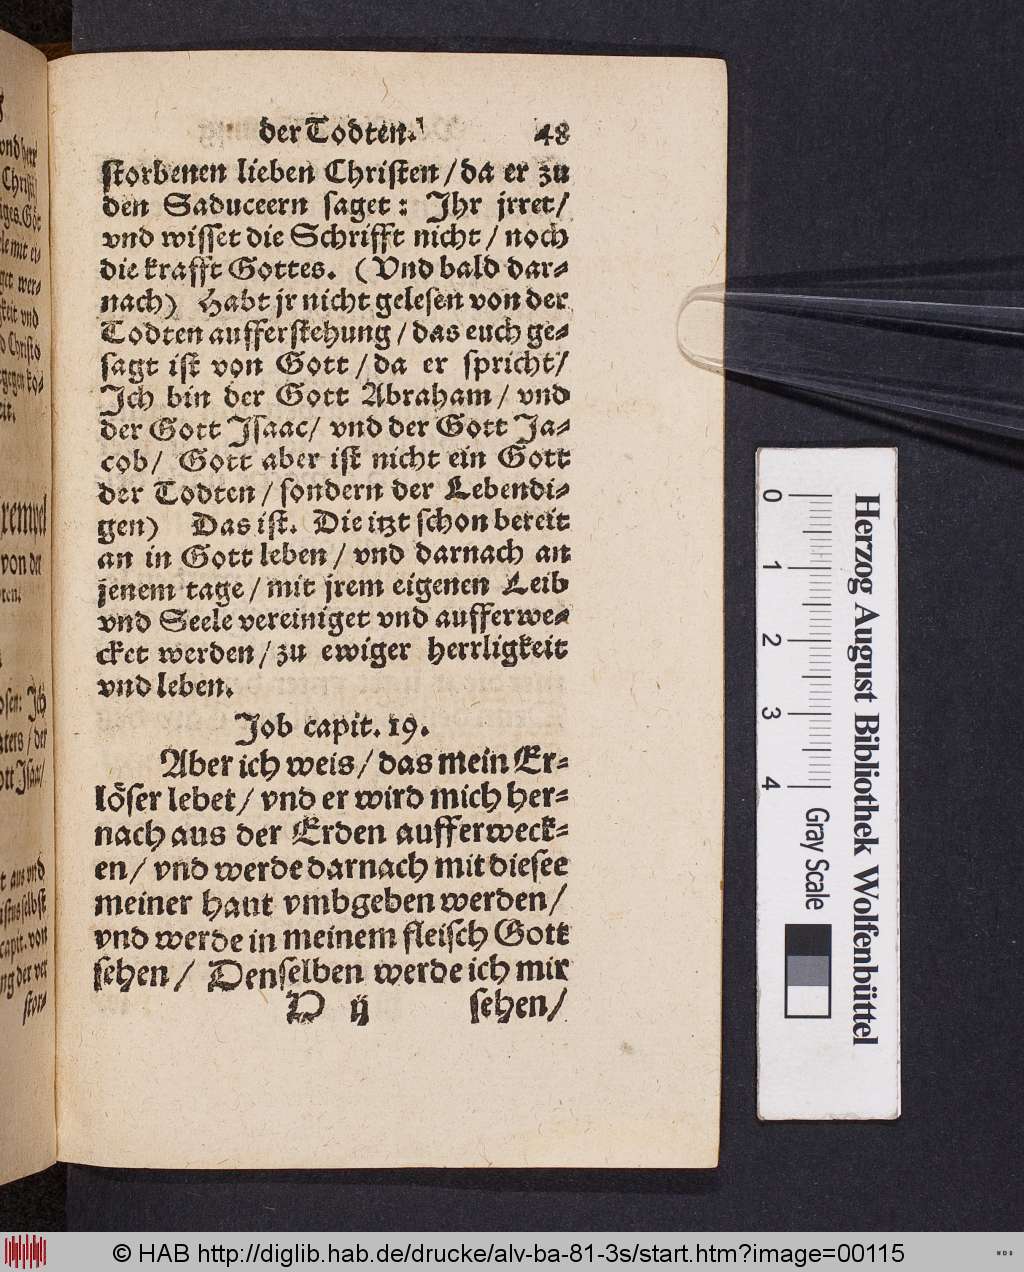 der Todten. 48
storbenen lieben Christen / da er zu
den Saduceern saget: Jhr jrret /
vnd wisset die Schrifft nicht / noch
die krafft Gottes. (Vnd bald dar-
nach) Habt jr nicht gelesen von der
Todten aufferstehung / das euch ge-
sagt ist von Gott / da er spricht /
Jch bin der Gott Abraham / vnd
der Gott Jsaac / vnd der Gott Ja-
cob / Gott aber ist nicht ein Gott
der Todten / sondern der Lebendi-
gen) Das ist. Die itzt schon bereit
an in Gott leben / vnd darnach an
jenem tage / mit jrem eigenen Leib
vnd Seele vereiniget vnd aufferwe-
cket werden / zu ewiger herrligkeit
vnd leben.
Job capit. 19.
Aber ich weis / das mein Er-
löser lebet / vnd er wird mich her-
nach aus der Erden aufferweck-
en / vnd werde darnach mit dieser
meiner haut vmbgeben werden /
vnd werde in meinem fleisch Gott
sehen / Denselben werde ich mir
D ij sehen /
0 1 2 3 4
Herzog August Bibliothek Wolfenbüttel
Gray Scale
© HAB http://diglib.hab.de/drucke/alv-ba-81-3s/start.htm?image=00115